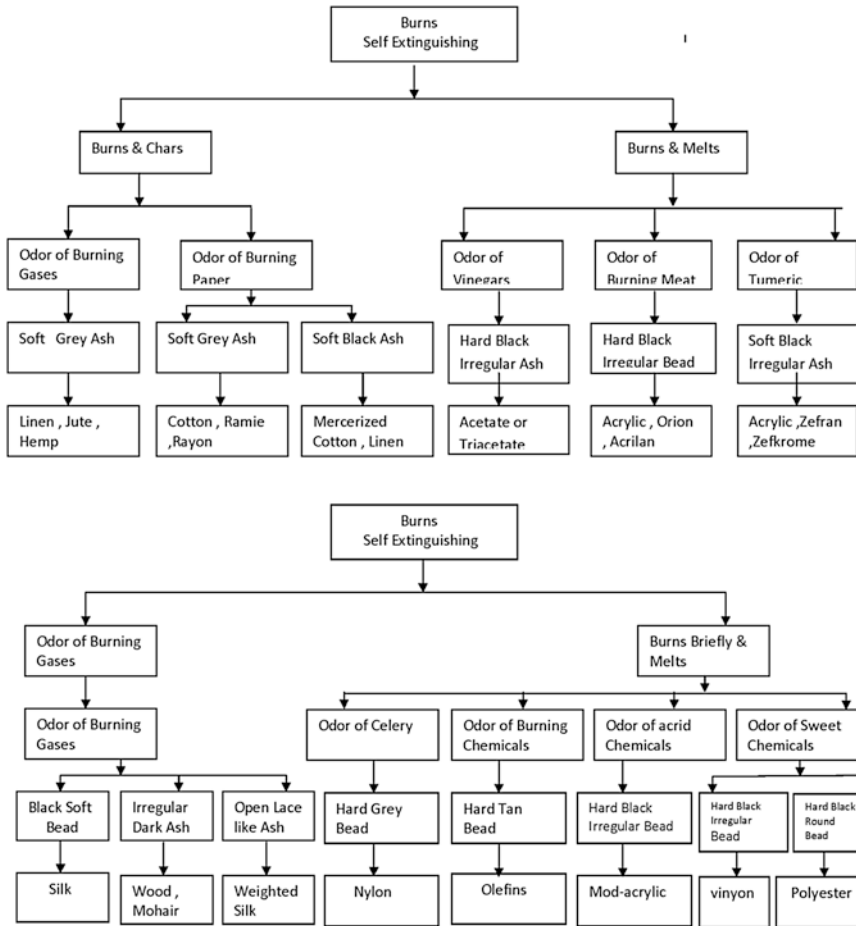 Burns
Self Extinguishing
Burns & Chars
Burns & Melts
Odor of Burning
Gases
Odor of Burning
Paper
Odor of
Vinegars
Odor of
Burning Meat
Odor of
Tumeric
Soft Grey Ash
Soft Grey Ash
Soft Black Ash
Hard Black
Irregular Ash
Hard Black
Irregular Bead
Soft Black
Irregular Ash
Linen , Jute ,
Hemp
Cotton , Ramie
,Rayon
Mercerized
Cotton , Linen
Acetate or
Triacetate
Acrylic , Orion
, Acrilan
Acrylic ,Zefran
,Zefkrome
Burns
Self Extinguishing
Odor of Burning
Gases
Burns Briefly &
Melts
Odor of Burning
Gases
Odor of Celery
Odor of Burning
Chemicals
Odor of acrid
Chemicals
Odor of Sweet
Chemicals
Black Soft
Bead
Irregular
Dark Ash
Open Lace
like Ash
Hard Grey
Bead
Hard Tan
Bead
Hard Black
Irregular Bead
Hard Black
Irregular
Bead
Hard Black
Round
Bead
Silk
Wood ,
Mohair
Weighted
Silk
Nylon
Olefins
Mod-acrylic
vinyon
Polyester